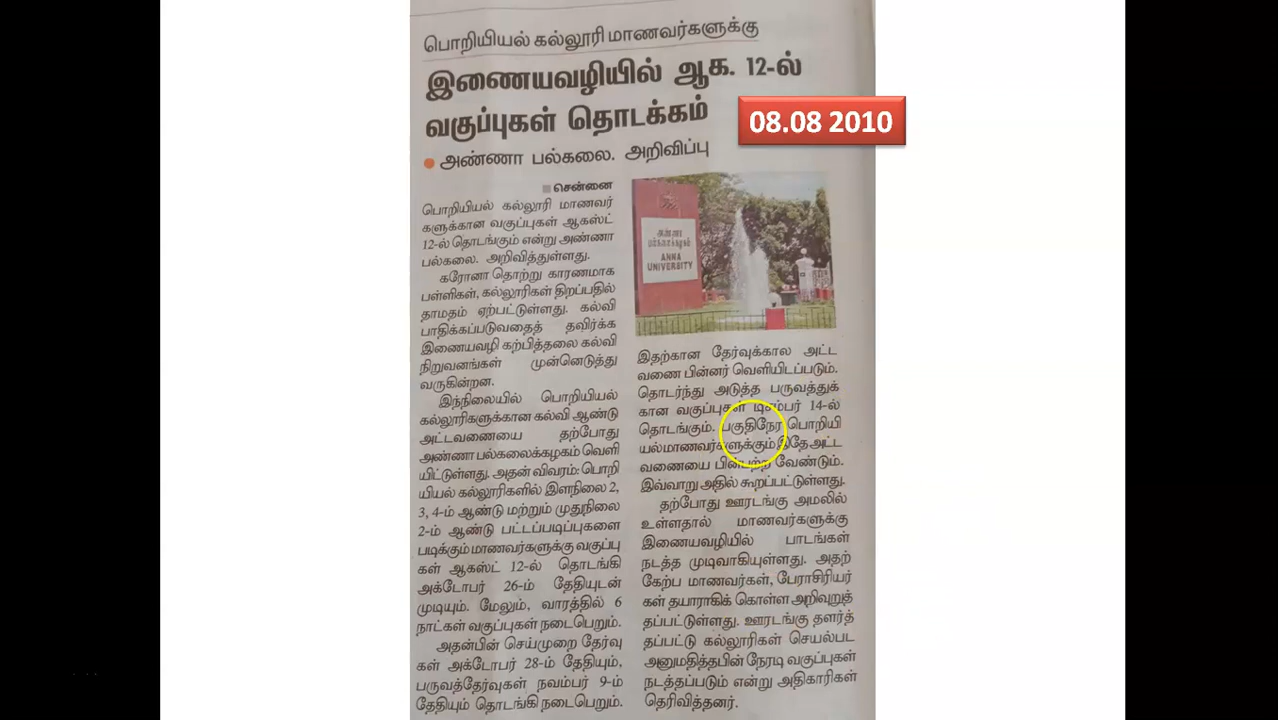 பொறியியல் கல்லூரி மாணவர்களுக்கு
இணையவழியில் ஆக. 12-ல்
வகுப்புகள் தொடக்கம்
08.08 2010
அண்ணா பல்கலை. அறிவிப்பு
சென்னை
பொறியியல் கல்லூரி மாணவர்
களுக்கான வகுப்புகள் ஆகஸ்ட்
12-ல் தொடங்கும் என்று அண்ணா
பல்கலை. அறிவித்துள்ளது.
கரோனா தொற்று காரணமாக
பள்ளிகள், கல்லூரிகள் திறப்பதில்
தாமதம் ஏற்பட்டுள்ளது. கல்வி
பாதிக்கப்படுவதைத் தவிர்க்க
இணையவழி கற்பித்தலை கல்வி
நிறுவனங்கள் முன்னெடுத்து
வருகின்றன.
இந்நிலையில் பொறியியல்
கல்லூரிகளுக்கான கல்வி ஆண்டு
அட்டவணையை தற்போது
அண்ணா பல்கலைக்கழகம் வெளி
யிட்டுள்ளது. அதன் விவரம்: பொறி
யியல் கல்லூரிகளில் இளநிலை 2,
3, 4-ம் ஆண்டு மற்றும் முதுநிலை
2-ம் ஆண்டு பட்டப்படிப்புகளை
படிக்கும் மாணவர்களுக்கு வகுப்பு
கள் ஆகஸ்ட் 12-ல் தொடங்கி
அக்டோபர் 26-ம் தேதியுடன்
முடியும். மேலும், வாரத்தில் 6
நாட்கள் வகுப்புகள் நடைபெறும்.
அதன்பின் செய்முறை தேர்வு
கள் அக்டோபர் 28-ம் தேதியும்,
பருவத்தேர்வுகள் நவம்பர் 9-ம்
தேதியும் தொடங்கி நடைபெறும்.
அண்ணா
பல்கலைக்கழகம்
ANNA
UNIVERSITY
இதற்கான தேர்வுக்கால அட்ட
வணை பின்னர் வெளியிடப்படும்.
தொடர்ந்து அடுத்த பருவத்துக்
கான வகுப்புகள் டிசம்பர் 14-ல்
தொடங்கும். பகுதிநேர பொறியி
யல் மாணவர்களுக்கும் இதே அட்ட
வணையை பின்பற்ற வேண்டும்.
இவ்வாறு அதில் கூறப்பட்டுள்ளது.
தற்போது ஊரடங்கு அமலில்
உள்ளதால் மாணவர்களுக்கு
இணையவழியில் பாடங்கள்
நடத்த முடிவாகியுள்ளது. அதற்
கேற்ப மாணவர்கள், பேராசிரியர்
கள் தயாராகிக் கொள்ள அறிவுறுத்
தப்பட்டுள்ளது. ஊரடங்கு தளர்த்
தப்பட்டு கல்லூரிகள் செயல்பட
அனுமதித்தபின் நேரடி வகுப்புகள்
நடத்தப்படும் என்று அதிகாரிகள்
தெரிவித்தனர்.